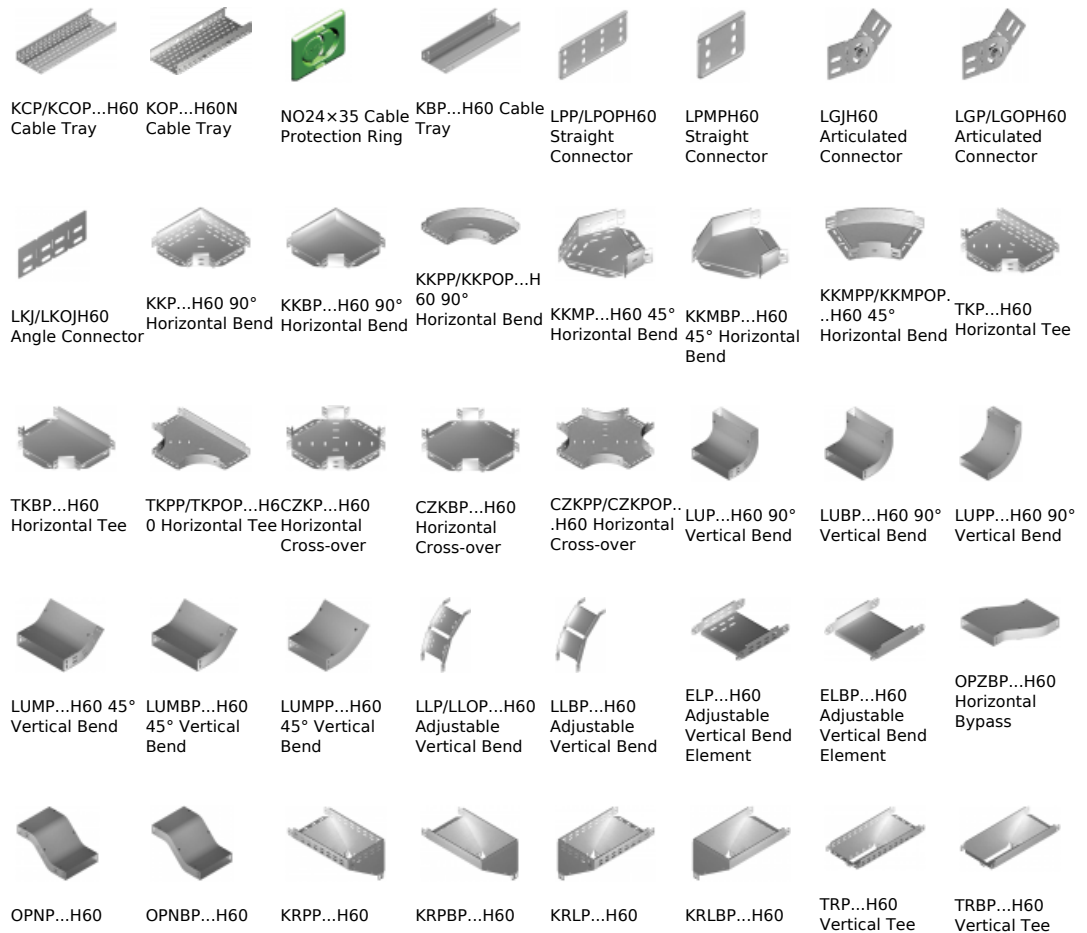 KCP/KCOP...H60
Cable Tray
KOP...H60N
Cable Tray
NO24×35 Cable
Protection Ring
KBP...H60 Cable
Tray
LPP/LPOPH60
Straight
Connector
LPMPH60
Straight
Connector
LGJH60
Articulated
Connector
LGP/LGOPH60
Articulated
Connector
LKJ/LKOJH60
Angle Connector
KKP...H60 90°
Horizontal Bend
KKBP...H60 90°
Horizontal Bend
KKPP/KKPOP...H
60 90°
Horizontal Bend
KKMP...H60 45°
Horizontal Bend
KKMBP...H60
45° Horizontal
Bend
KKMPP/KKMPOP.
..H60 45°
Horizontal Bend
TKP...H60
Horizontal Tee
TKBP...H60
Horizontal Tee
TKPP/TKPOP...H6
0 Horizontal Tee
CZKP...H60
Horizontal
Cross-over
CZKBP...H60
Horizontal
Cross-over
CZKPP/CZKPOP..
.H60 Horizontal
Cross-over
LUP...H60 90°
Vertical Bend
LUBP...H60 90°
Vertical Bend
LUPP...H60 90°
Vertical Bend
LUMP...H60 45°
Vertical Bend
LUMBP...H60
45° Vertical
Bend
LUMPP...H60
45° Vertical
Bend
LLP/LLOP...H60
Adjustable
Vertical Bend
LLBP...H60
Adjustable
Vertical Bend
ELP...H60
Adjustable
Vertical Bend
Element
ELBP...H60
Adjustable
Vertical Bend
Element
OPZBP...H60
Horizontal
Bypass
OPNP...H60
OPNBP...H60
KRPP...H60
KRPBP...H60
KRLP...H60
KRLBP...H60
TRP...H60
Vertical Tee
TRBP...H60
Vertical Tee